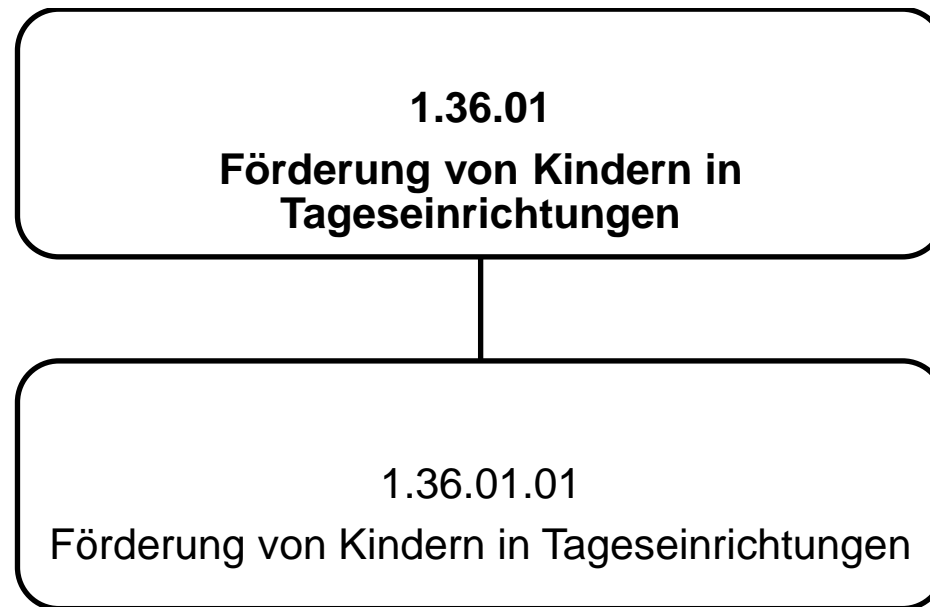 1.36.01
Förderung von Kindern in
Tageseinrichtungen
1.36.01.01
Förderung von Kindern in Tageseinrichtungen